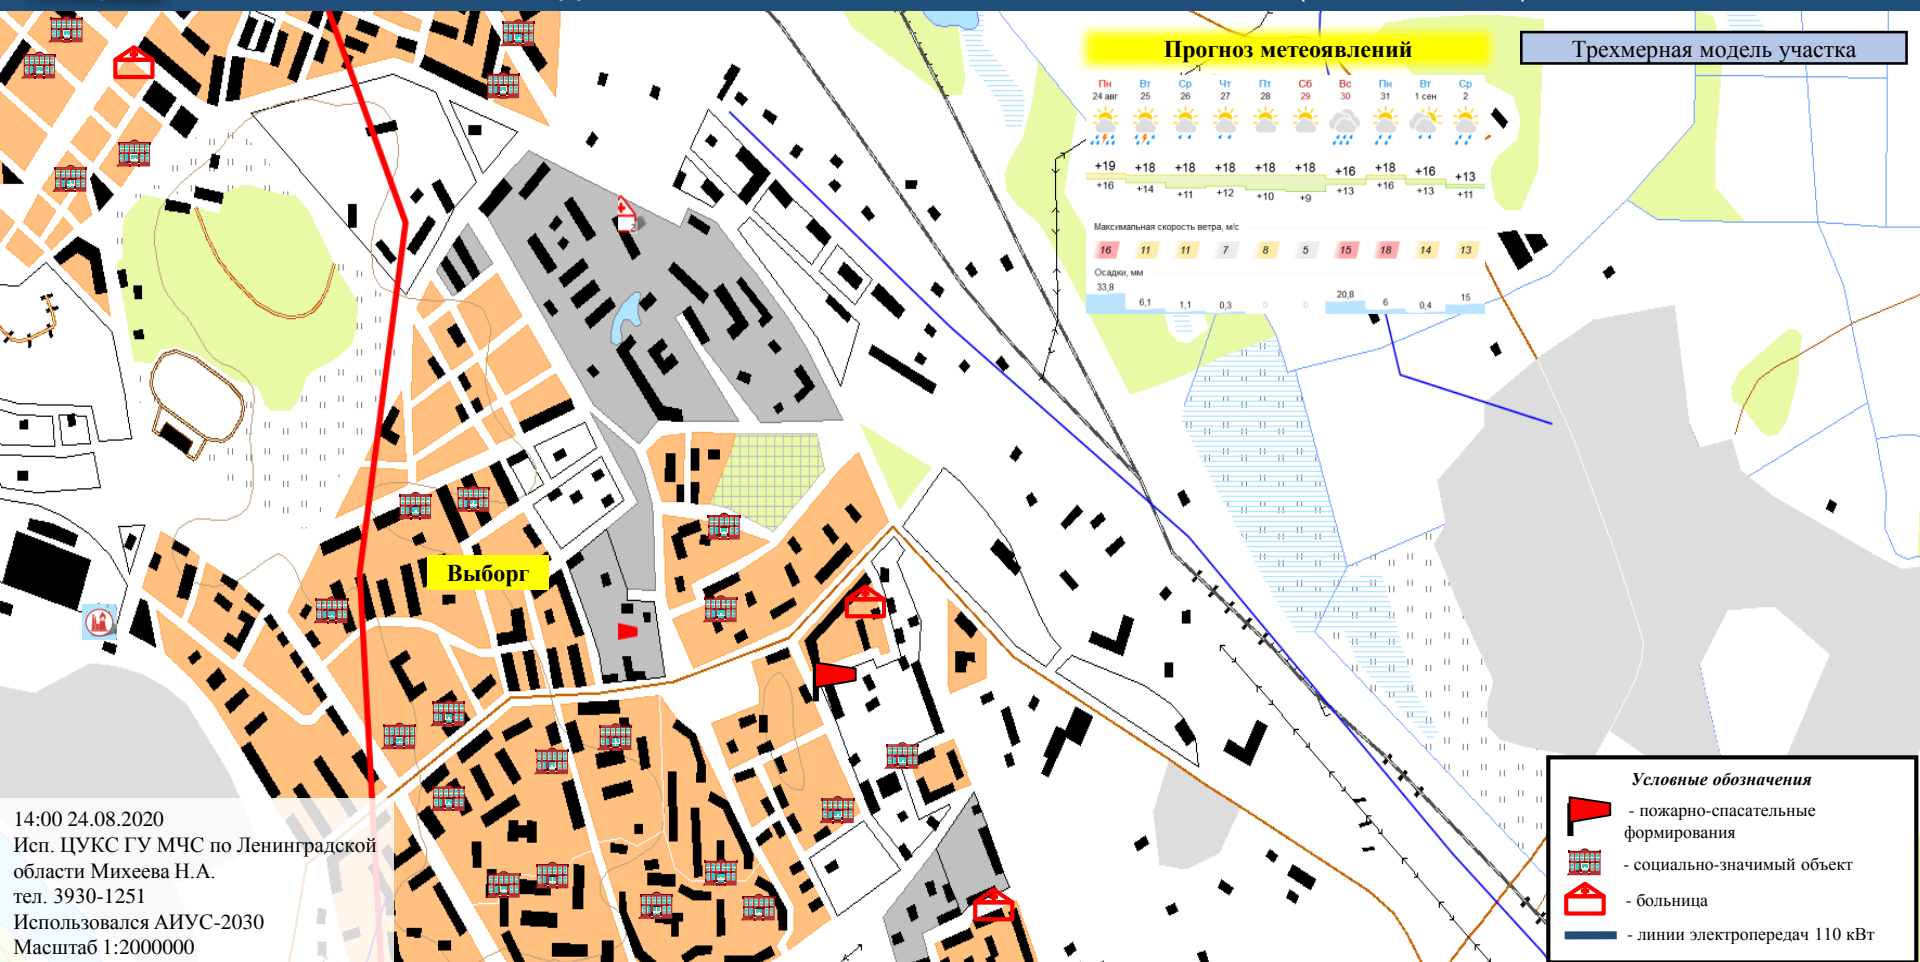 Прогноз метеоявлений
Трехмерная модель участка
Пн Вт Ср Чт Пт Сб Вс Пн Вт Ср
24 авг 25 26 27 28 29 30 31 1 сен 2
+19 +18 +18 +18 +18 +18 +16 +18 +16 +13
+16 +14 +11 +12 +10 +9 +13 +16 +13 +11
Максимальная скорость ветра, м/с
16 11 11 7 8 5 15 18 14 13
Осадки, мм
33,8 6,1 1,1 0,3 0 0 20,8 6 0,4 15
Выборг
14:00 24.08.2020
Исп. ЦУКС ГУ МЧС по Ленинградской
области Михеева Н.А.
тел. 3930-1251
Использовался АИУС-2030
Масштаб 1:2000000
Условные обозначения
- пожарно-спасательные
формирования
- социально-значимый объект
- больница
- линии электропередач 110 кВт